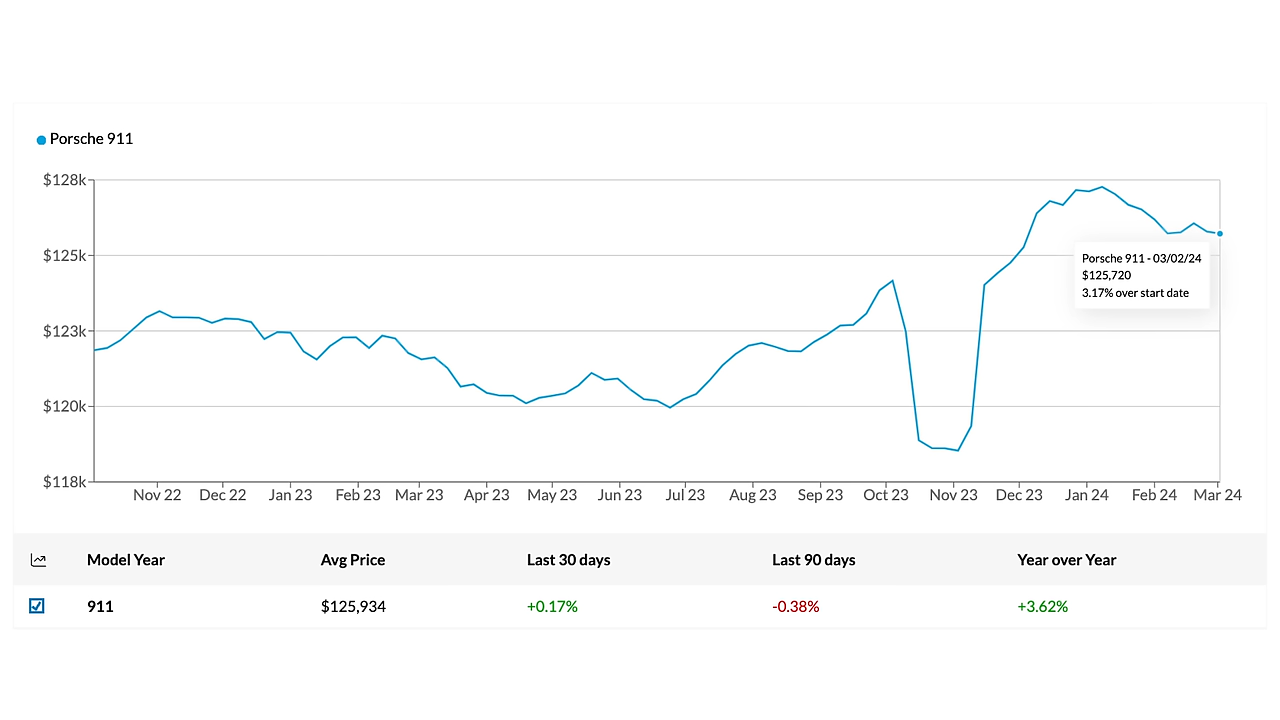 Porsche 911
$128k
$125k
$123k
$120k
$118k
Nov 22 Dec 22 Jan 23 Feb 23 Mar 23 Apr 23 May 23 Jun 23 Jul 23 Aug 23 Sep 23 Oct 23 Nov 23 Dec 23 Jan 24 Feb 24 Mar 24
Porsche 911 - 03/02/24
$125,720
3.17% over start date
Model Year Avg Price Last 30 days Last 90 days Year over Year
911 $125,934 +0.17% -0.38% +3.62%